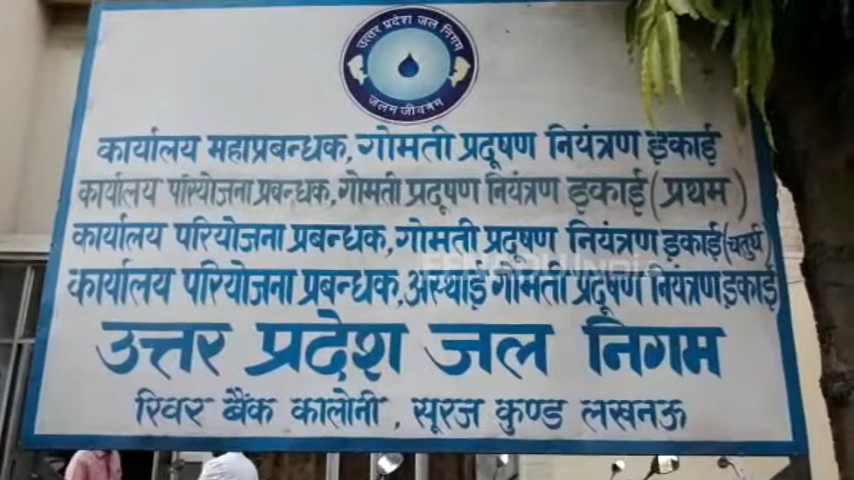 उत्तर प्रदेश जल निगम
जलम जीवनम
कार्यालय महाप्रबन्धक, गोमती प्रदूषण नियंत्रण इकाई
कार्यालय परियोजना प्रबन्धक, गोमती प्रदूषण नियंत्रण इकाई (प्रथम)
कार्यालय परियोजना प्रबन्धक, गोमती प्रदूषण नियंत्रण इकाई (चतुर्थ)
कार्यालय परियोजना प्रबन्धक, अस्थाई गोमती प्रदूषण नियंत्रण इकाई
उत्तर प्रदेश जल निगम
रिवर बैंक कालोनी, सूरज कुण्ड लखनऊ